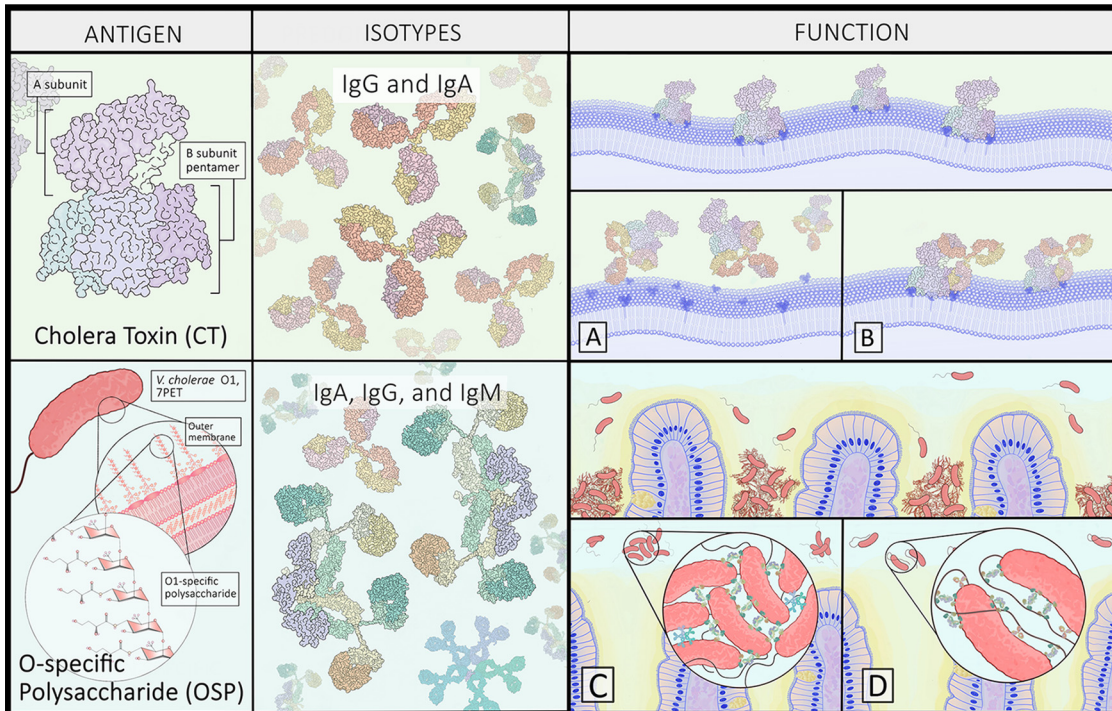 ANTIGEN
ISOTYPES
FUNCTION
A subunit
B subunit
pentamer
Cholera Toxin (CT)
IgG and IgA
A
B
V. cholerae O1,
7PET
Outer
membrane
O1-specific
polysaccharide
O-specific
Polysaccharide (OSP)
IgA, IgG, and IgM
C
D